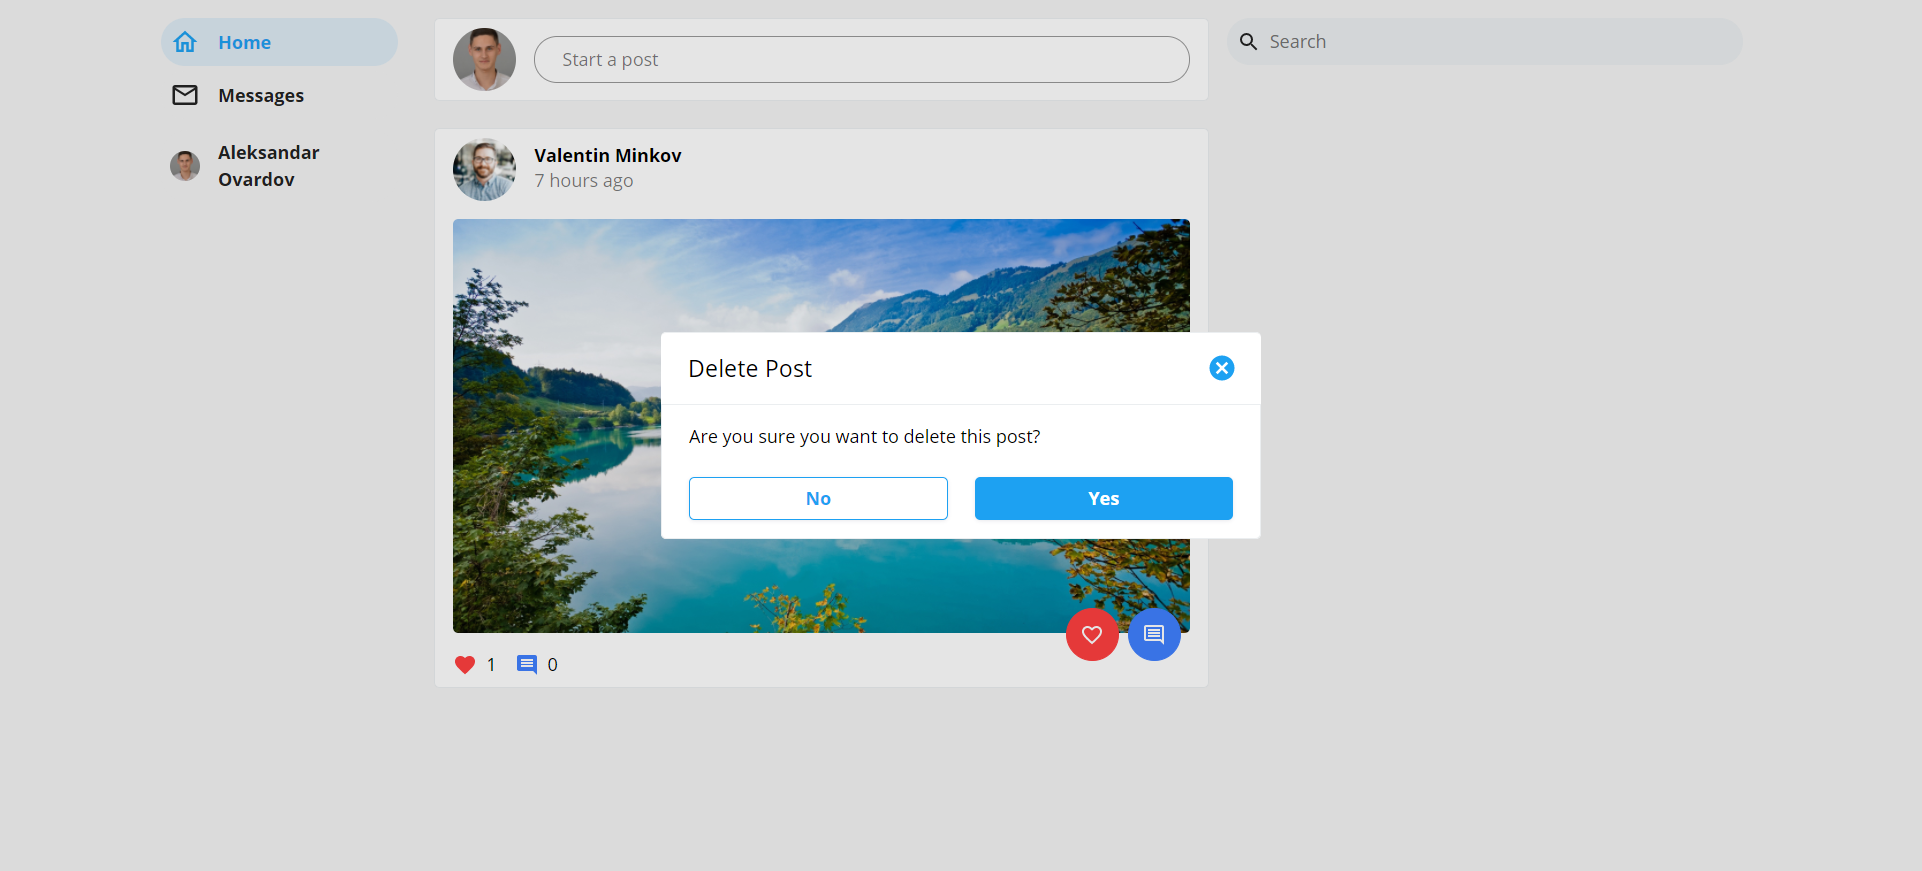 Home
Messages
Aleksandar
Ovardov
Start a post
Search
Valentin Minkov
7 hours ago
Delete Post
Are you sure you want to delete this post?
No
Yes
1
0